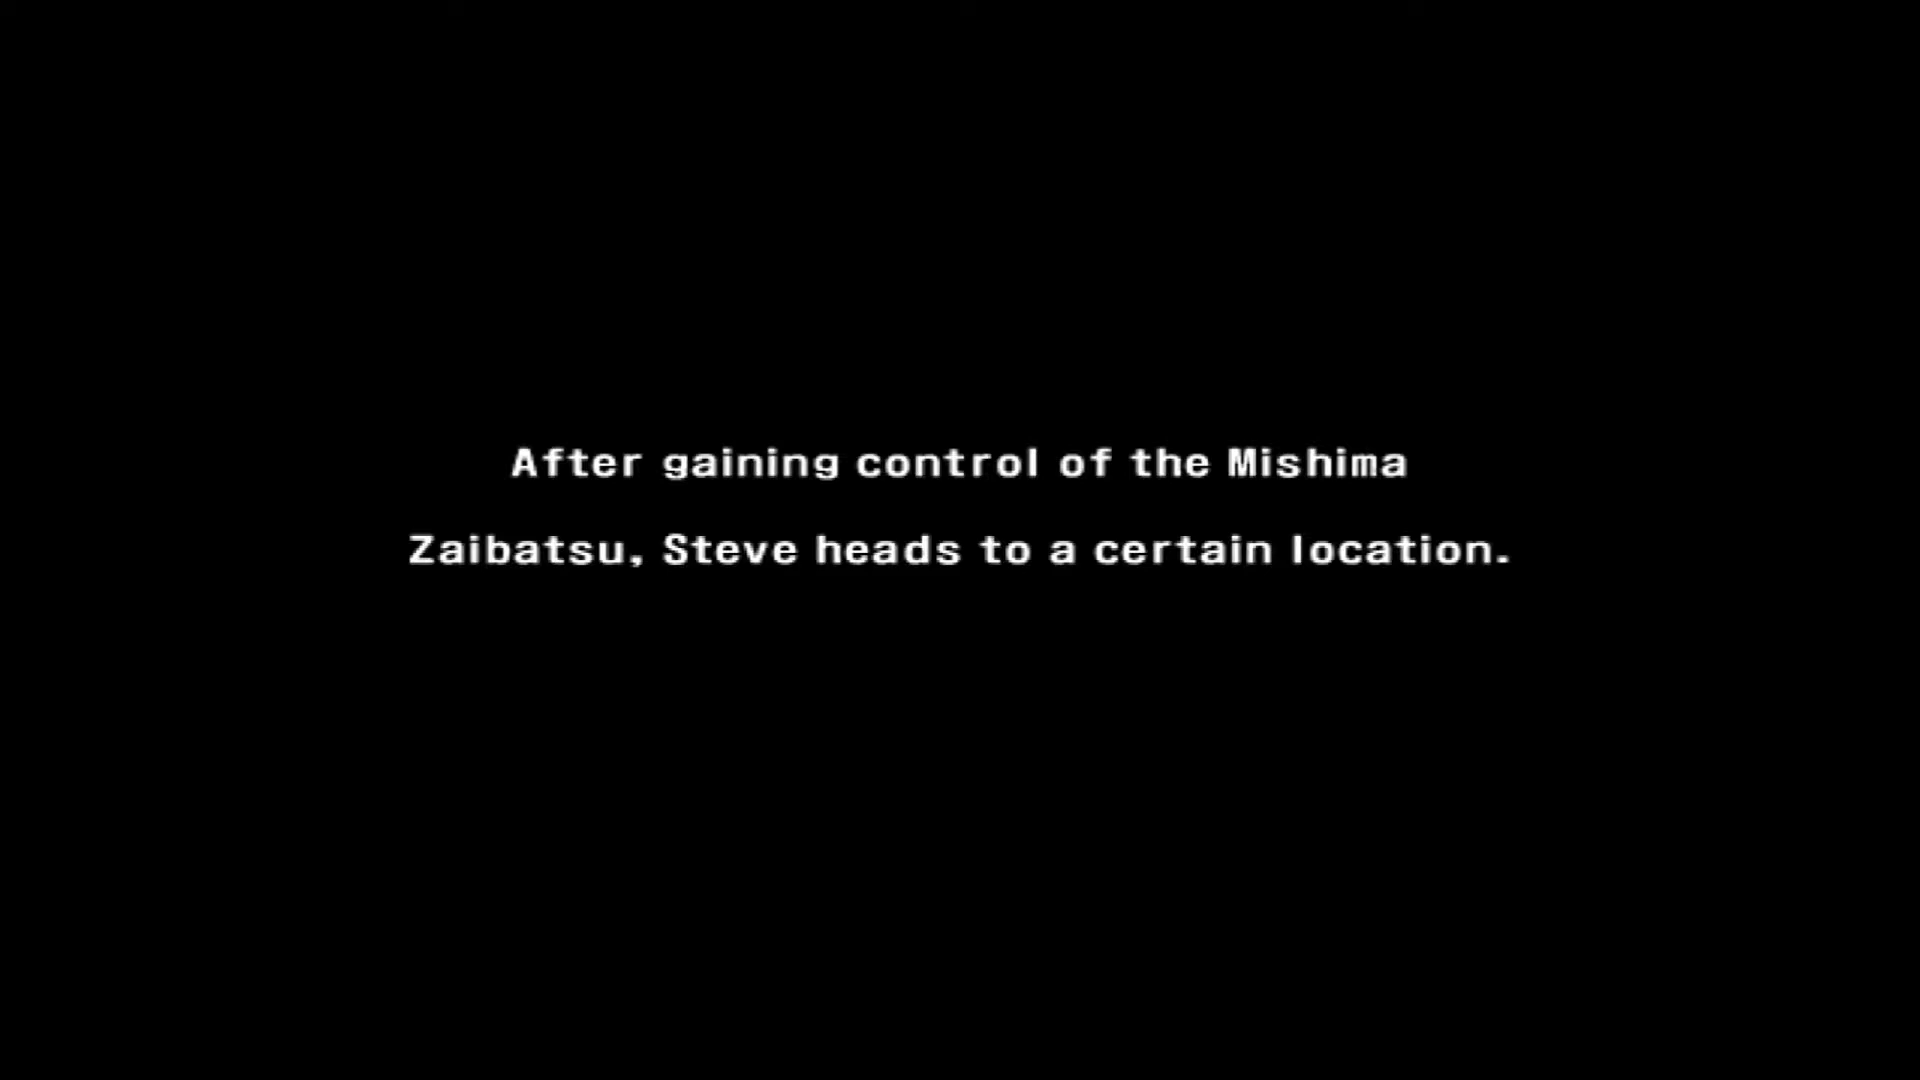 After gaining control of the Mishima
Zaibatsu, Steve heads to a certain location.